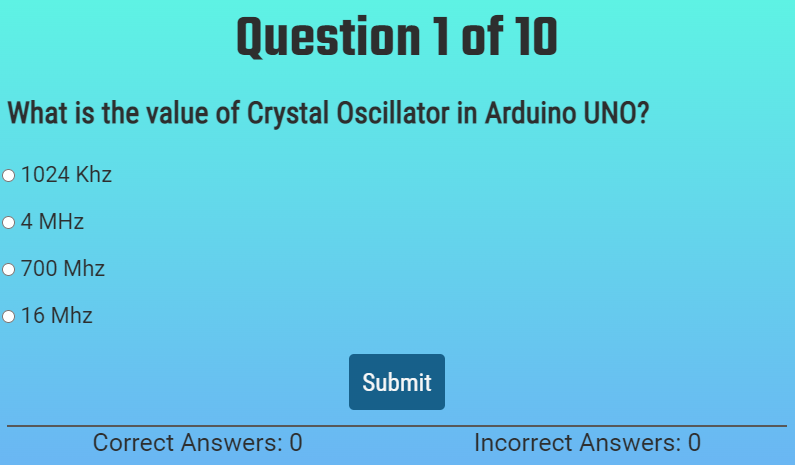 Question 1 of 10
What is the value of Crystal Oscillator in Arduino UNO?
1024 Khz
4 MHz
700 Mhz
16 Mhz
Submit
Correct Answers: 0 Incorrect Answers: 0